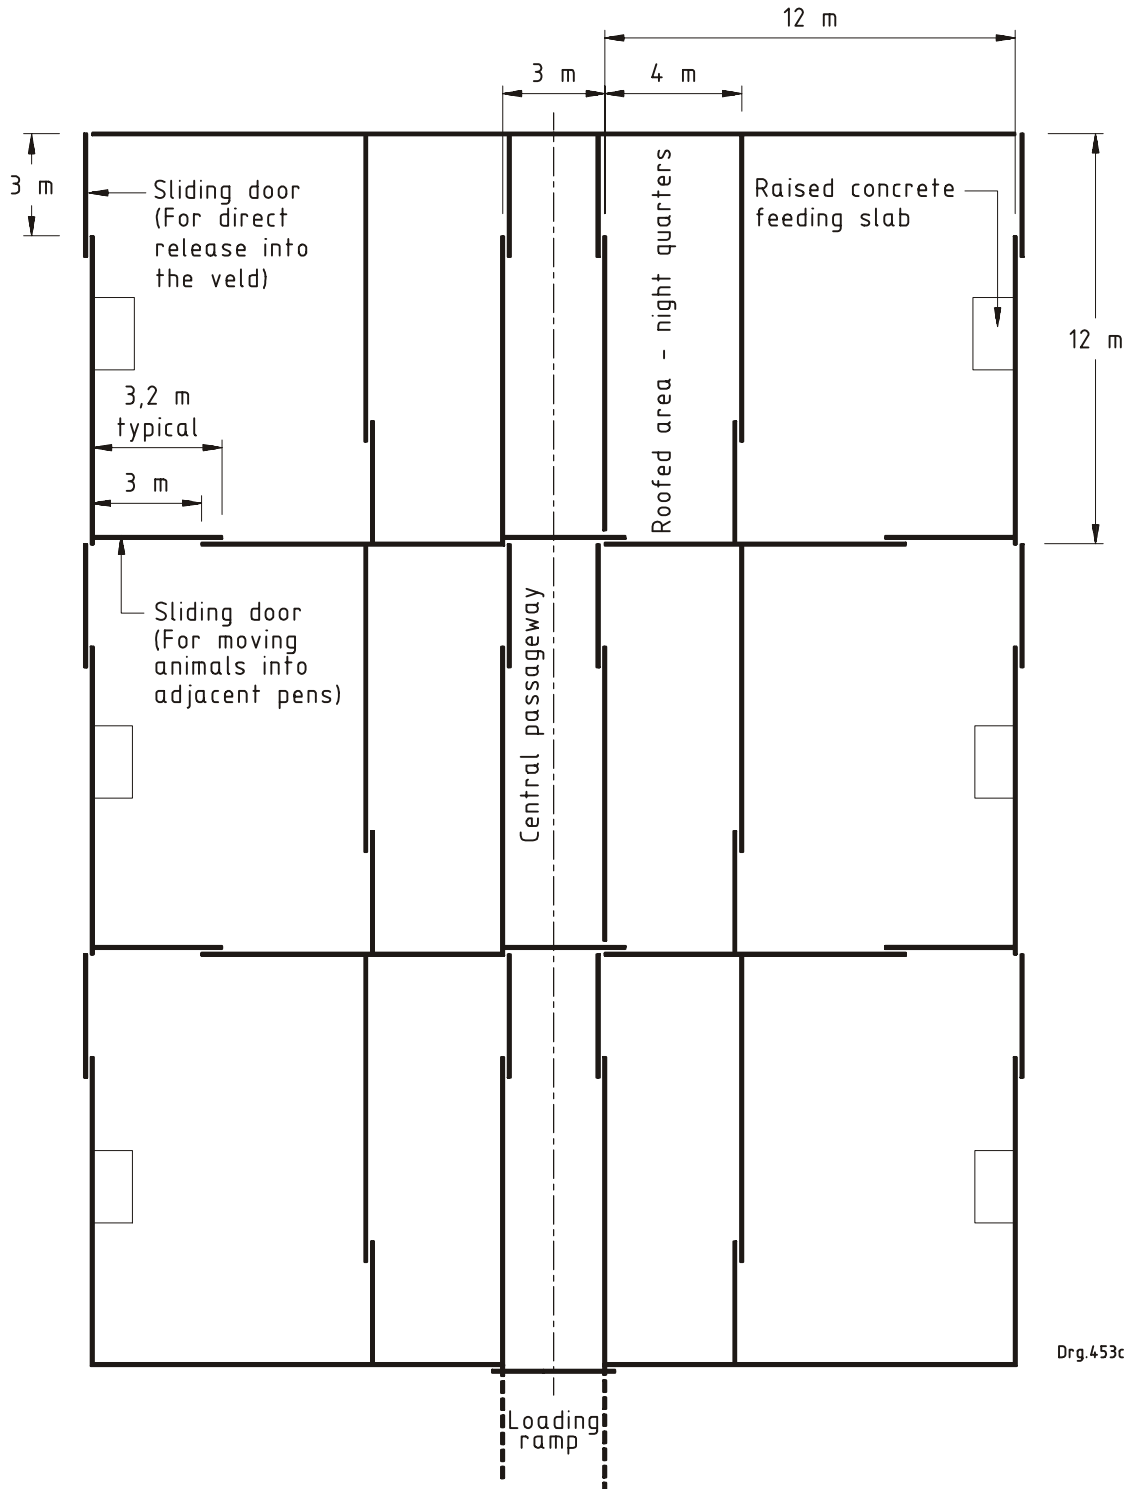 12 m
3 m
4 m
3 m
Sliding door
(For direct
release into
the veld)
Roofed area - night quarters
Raised concrete
feeding slab
12 m
3,2 m
typical
3 m
Sliding door
(For moving
animals into
adjacent pens)
Central passageway
Drg.453c
Loading
ramp